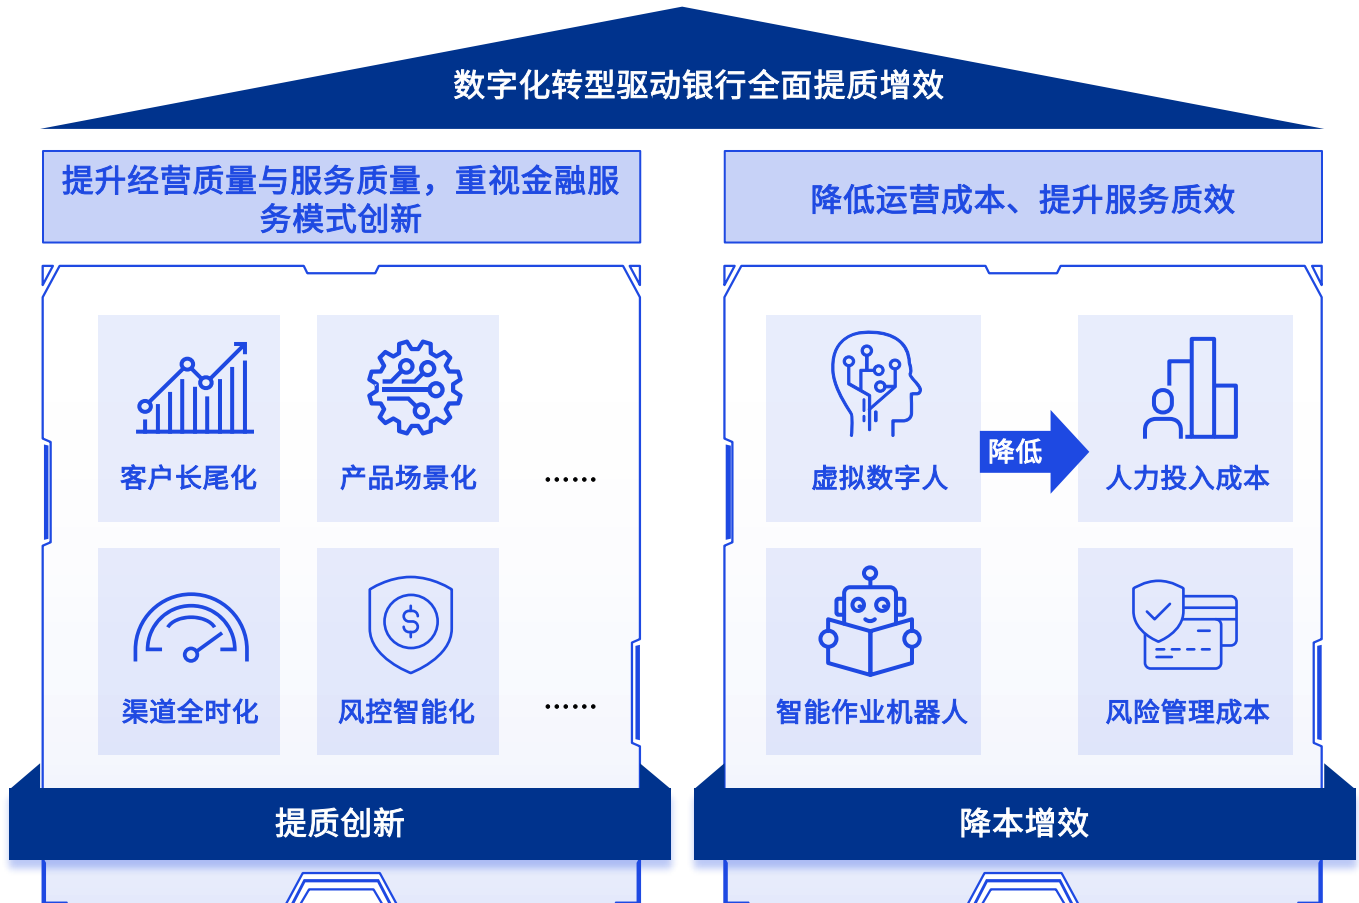 数字化转型驱动银行全面提质增效
提升经营质量与服务质量，重视金融服
务模式创新
客户长尾化
产品场景化
……
渠道全时化
风控智能化
……
提质创新
降低运营成本、提升服务质效
虚拟数字人
降低
人力投入成本
智能作业机器人
风险管理成本
降本增效